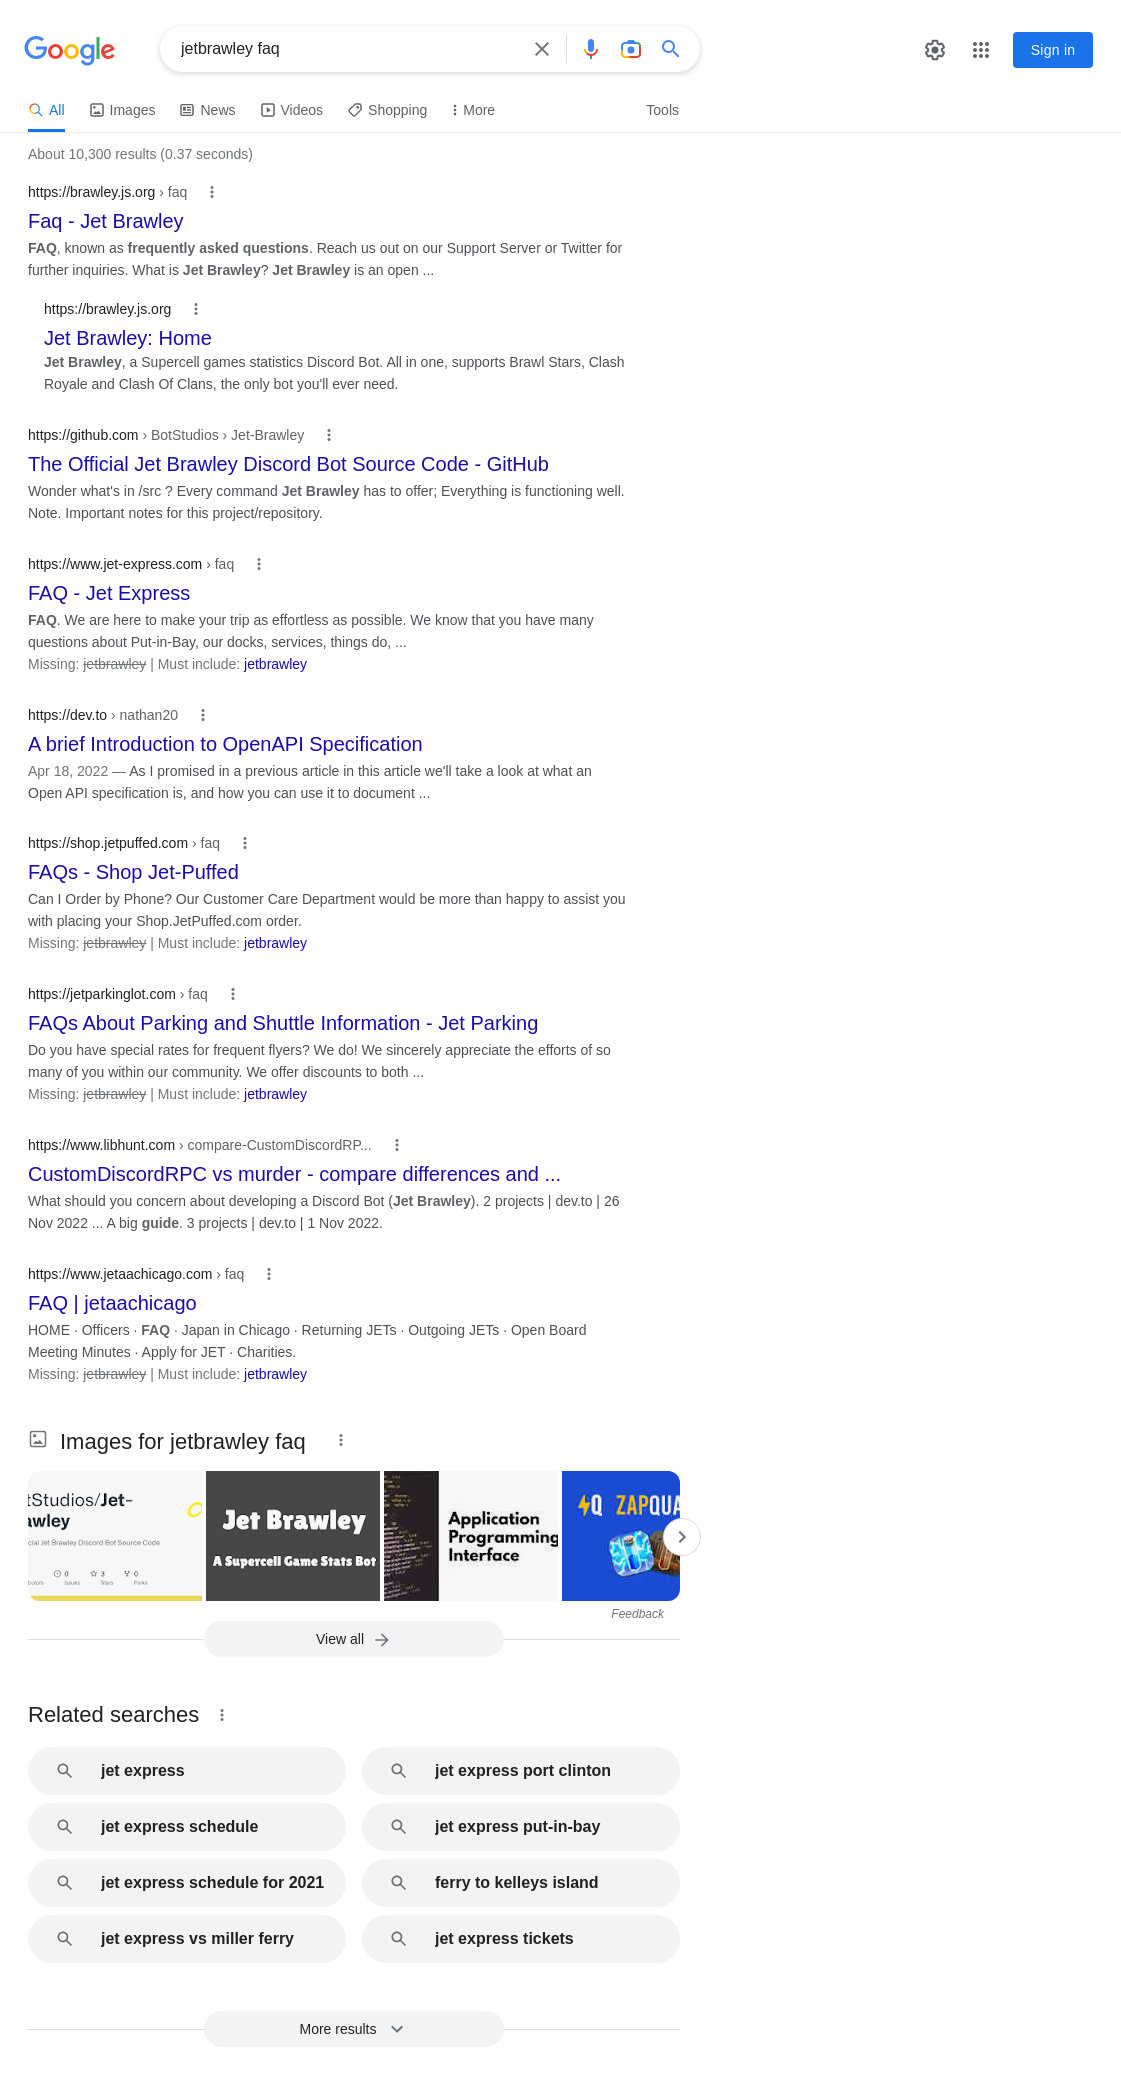 Google
jetbrawley faq
Sign in
All Images News Videos Shopping More Tools
About 10,300 results (0.37 seconds)
https://brawley.js.org › faq
Faq - Jet Brawley
FAQ, known as frequently asked questions. Reach us out on our Support Server or Twitter for
further inquiries. What is Jet Brawley? Jet Brawley is an open ...
https://brawley.js.org
Jet Brawley: Home
Jet Brawley, a Supercell games statistics Discord Bot. All in one, supports Brawl Stars, Clash
Royale and Clash Of Clans, the only bot you'll ever need.
https://github.com › BotStudios › Jet-Brawley
The Official Jet Brawley Discord Bot Source Code - GitHub
Wonder what's in /src ? Every command Jet Brawley has to offer; Everything is functioning well.
Note. Important notes for this project/repository.
https://www.jet-express.com › faq
FAQ - Jet Express
FAQ. We are here to make your trip as effortless as possible. We know that you have many
questions about Put-in-Bay, our docks, services, things do, ...
Missing: jetbrawley | Must include: jetbrawley
https://dev.to › nathan20
A brief Introduction to OpenAPI Specification
Apr 18, 2022 — As I promised in a previous article in this article we'll take a look at what an
Open API specification is, and how you can use it to document ...
https://shop.jetpuffed.com › faq
FAQs - Shop Jet-Puffed
Can I Order by Phone? Our Customer Care Department would be more than happy to assist you
with placing your Shop.JetPuffed.com order.
Missing: jetbrawley | Must include: jetbrawley
https://jetparkinglot.com › faq
FAQs About Parking and Shuttle Information - Jet Parking
Do you have special rates for frequent flyers? We do! We sincerely appreciate the efforts of so
many of you within our community. We offer discounts to both ...
Missing: jetbrawley | Must include: jetbrawley
https://www.libhunt.com › compare-CustomDiscordRP...
CustomDiscordRPC vs murder - compare differences and ...
What should you concern about developing a Discord Bot (Jet Brawley). 2 projects | dev.to | 26
Nov 2022 ... A big guide. 3 projects | dev.to | 1 Nov 2022.
https://www.jetaachicago.com › faq
FAQ | jetaachicago
HOME · Officers · FAQ · Japan in Chicago · Returning JETs · Outgoing JETs · Open Board
Meeting Minutes · Apply for JET · Charities.
Missing: jetbrawley | Must include: jetbrawley
Images for jetbrawley faq
tStudios/Jet-
awley
cial Jet Brawley Discord Bot Source Code
0 3 0
butors Issues Stars Forks
Jet Brawley
A Supercell Game Stats Bot
Application
Programming
Interface
Q ZAPQUA
Feedback
View all
Related searches
jet express
jet express port clinton
jet express schedule
jet express put-in-bay
jet express schedule for 2021
ferry to kelleys island
jet express vs miller ferry
jet express tickets
More results